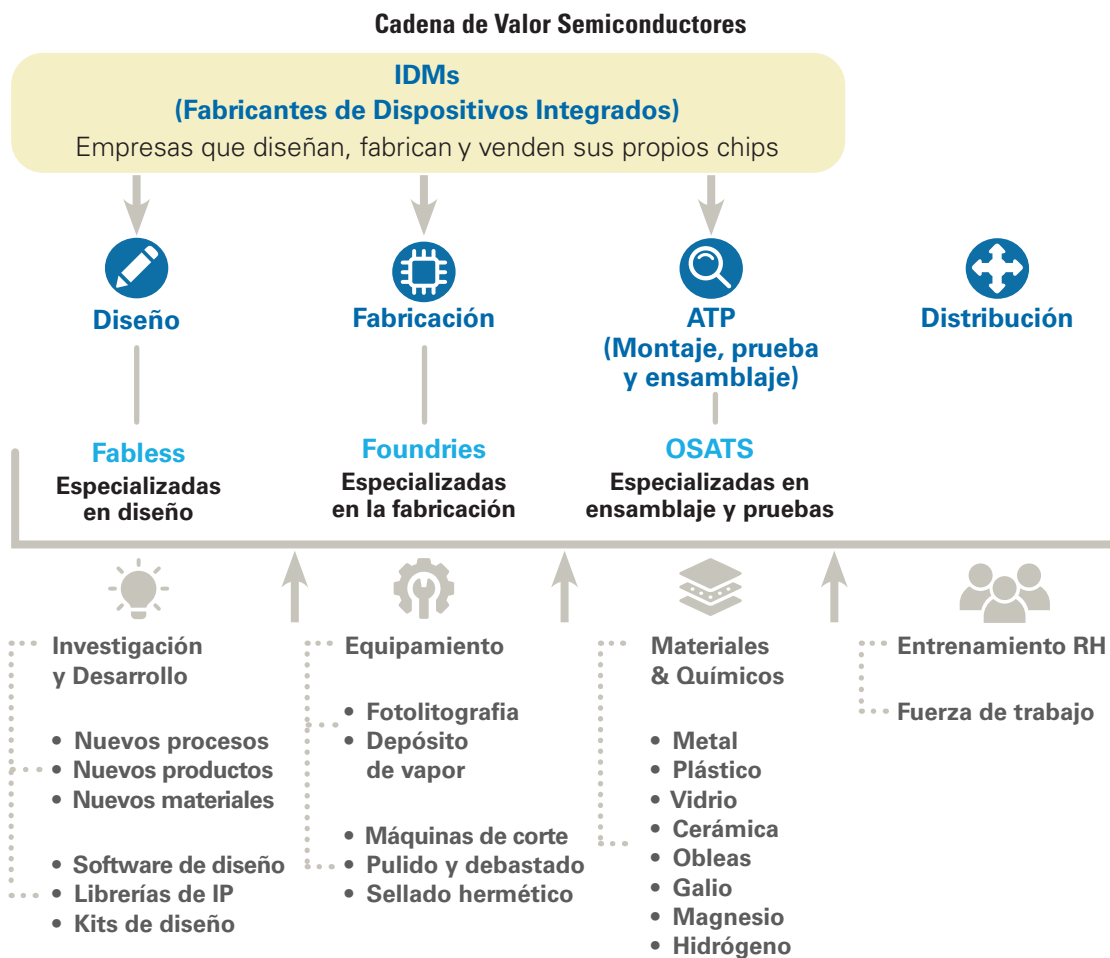 Cadena de Valor Semiconductores
IDMs
(Fabricantes de Dispositivos Integrados)
Empresas que diseñan, fabrican y venden sus propios chips
Diseño
Fabricación
ATP
(Montaje, prueba
y ensamblaje)
Distribución
Fabless
Especializadas
en diseño
Foundries
Especializadas
en la fabricación
OSATS
Especializadas en
ensamblaje y pruebas
Investigación
y Desarrollo
• Nuevos procesos
• Nuevos productos
• Nuevos materiales
• Software de diseño
• Librerías de IP
• Kits de diseño
Equipamiento
• Fotolitografia
• Depósito
de vapor
• Máquinas de corte
• Pulido y debastado
• Sellado hermético
Materiales
& Químicos
• Metal
• Plástico
• Vidrio
• Cerámica
• Obleas
• Galio
• Magnesio
• Hidrógeno
Entrenamiento RH
Fuerza de trabajo